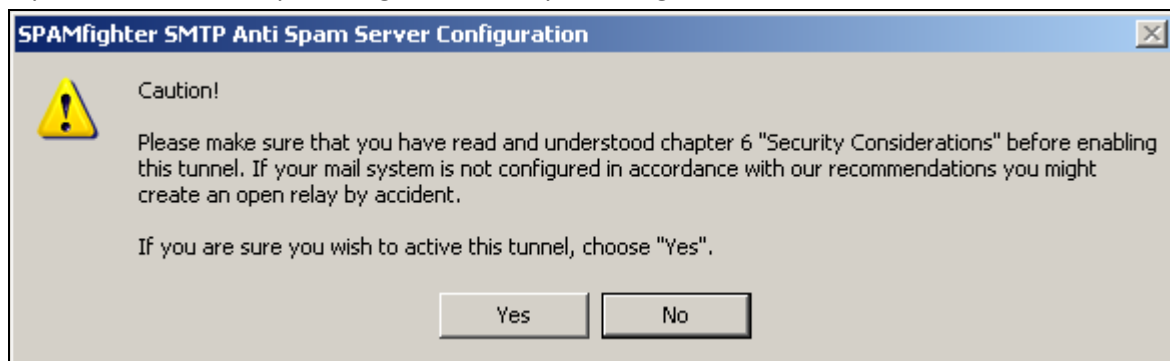 SPAMfighter SMTP Anti Spam Server Configuration
Caution!
Please make sure that you have read and understood chapter 6 "Security Considerations" before enabling
this tunnel. If your mail system is not configured in accordance with our recommendations you might
create an open relay by accident.
If you are sure you wish to active this tunnel, choose "Yes".
Yes
No